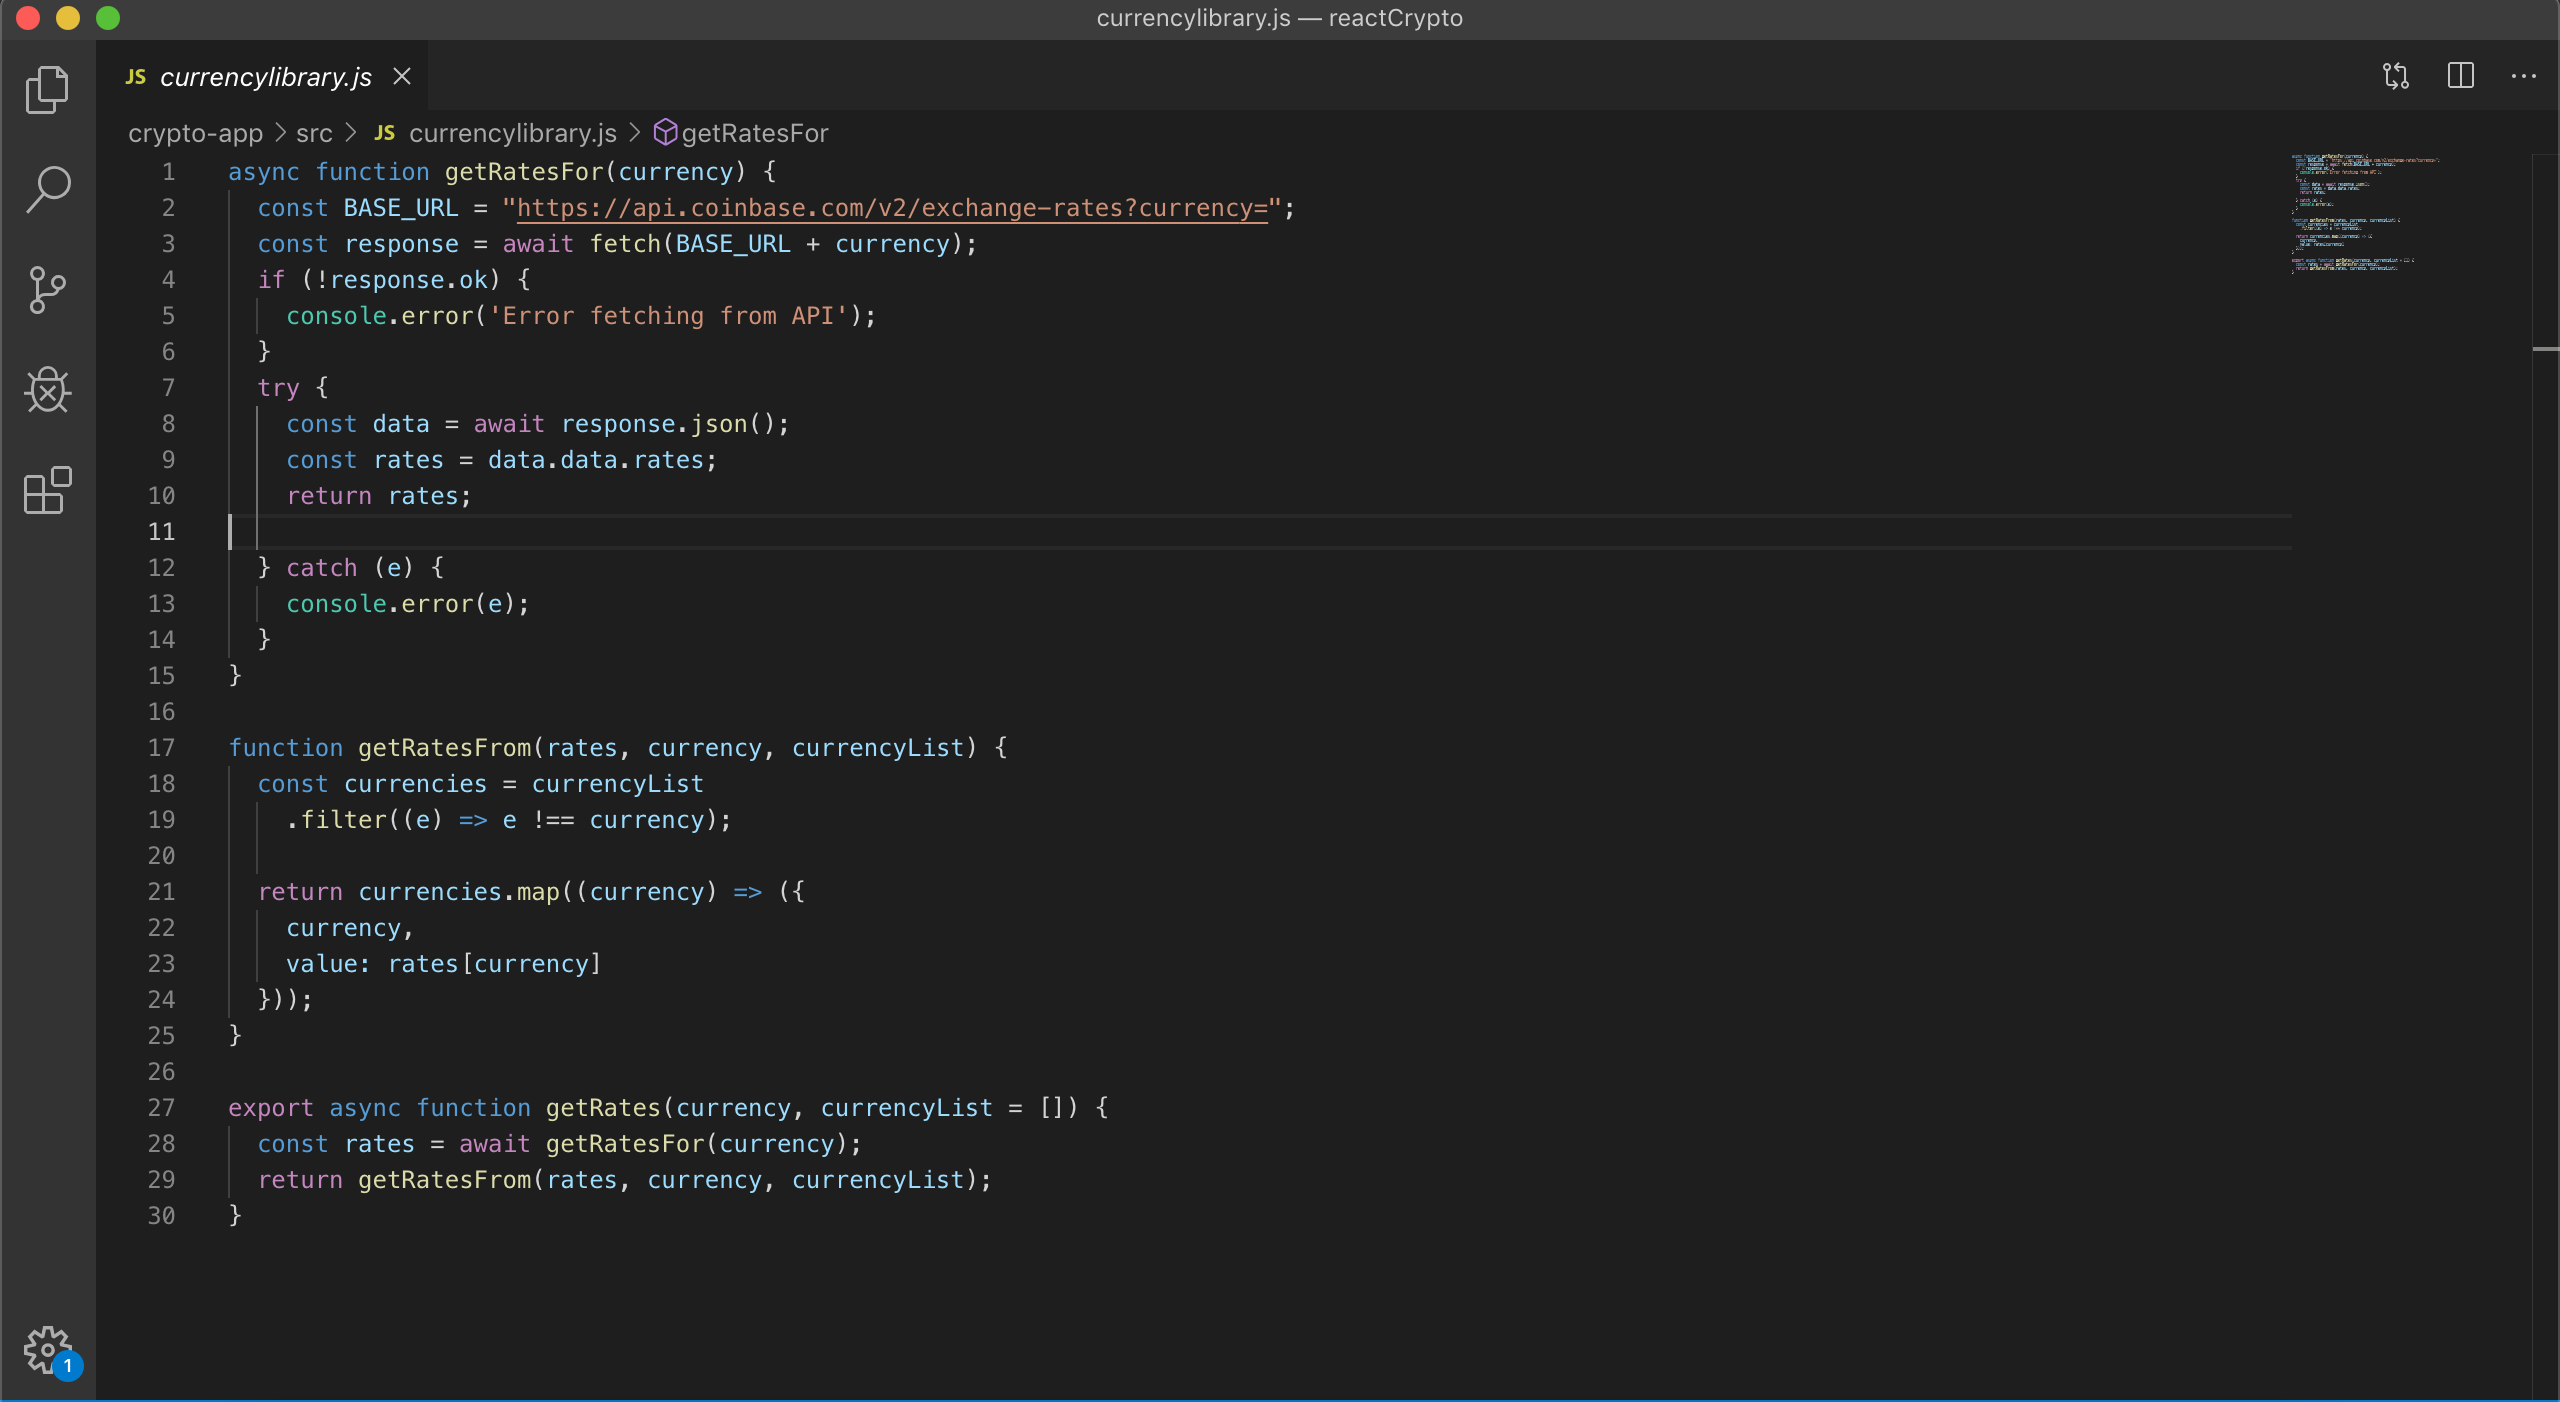 currencylibrary.js — reactCrypto
JS currencylibrary.js
crypto-app > src > JS currencylibrary.js > getRatesFor
1 async function getRatesFor(currency) {
2   const BASE_URL = "https://api.coinbase.com/v2/exchange-rates?currency=";
3   const response = await fetch(BASE_URL + currency);
4   if (!response.ok) {
5     console.error('Error fetching from API');
6   }
7   try {
8     const data = await response.json();
9     const rates = data.data.rates;
10     return rates;
11
12   } catch (e) {
13     console.error(e);
14   }
15 }
16
17 function getRatesFrom(rates, currency, currencyList) {
18   const currencies = currencyList
19     .filter((e) => e !== currency);
20
21   return currencies.map((currency) => ({
22     currency,
23     value: rates[currency]
24   }));
25 }
26
27 export async function getRates(currency, currencyList = []) {
28   const rates = await getRatesFor(currency);
29   return getRatesFrom(rates, currency, currencyList);
30 }
1